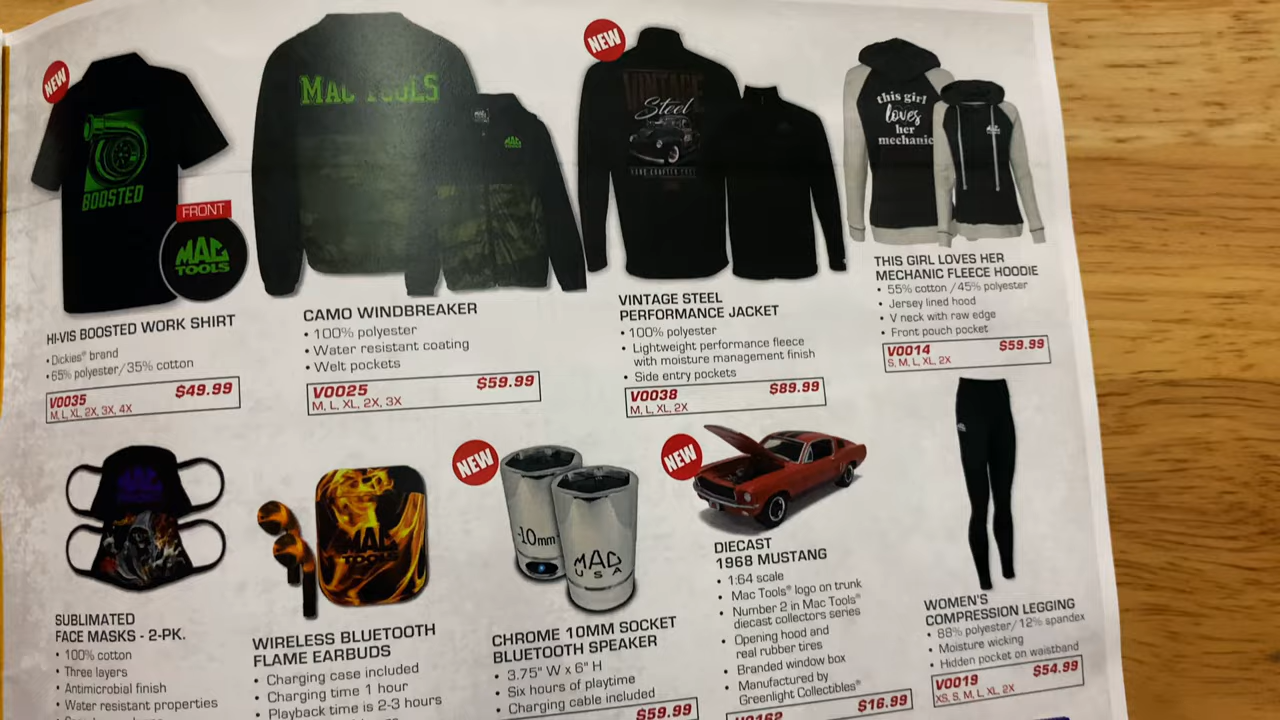 NEW
BOOSTED
FRONT
MAC
TOOLS
HI-VIS BOOSTED WORK SHIRT
• Dickies® brand
• 65% polyester/35% cotton
V0035 $49.99
M, L, XL, 2X, 3X, 4X
MAC TOOLS
MAC
CAMO WINDBREAKER
• 100% polyester
• Water resistant coating
• Welt pockets
V0025 $59.99
M, L, XL, 2X, 3X
NEW
VINTAGE
Steel
VINTAGE STEEL
PERFORMANCE JACKET
• 100% polyester
• Lightweight performance fleece
with moisture management finish
• Side entry pockets
V0038 $89.99
M, L, XL, 2X
this girl
loves
her
mechanic
MAC
THIS GIRL LOVES HER
MECHANIC FLEECE HOODIE
• 55% cotton /45% polyester
• Jersey lined hood
• V neck with raw edge
• Front pouch pocket
V0014 $59.99
S, M, L, XL, 2X
MAC
SUBLIMATED
FACE MASKS - 2-PK.
• 100% cotton
• Three layers
• Antimicrobial finish
• Water resistant properties
MAC
TOOLS
WIRELESS BLUETOOTH
FLAME EARBUDS
• Charging case included
• Charging time 1 hour
• Playback time is 2-3 hours
NEW
10mm
MAC
USA
CHROME 10MM SOCKET
BLUETOOTH SPEAKER
• 3.75" W x 6" H
• Six hours of playtime
• Charging cable included
$59.99
NEW
DIECAST
1968 MUSTANG
• 1:64 scale
• Mac Tools® logo on trunk
• Number 2 in Mac Tools®
diecast collectors series
• Opening hood and
real rubber tires
• Branded window box
• Manufactured by
Greenlight Collectibles®
V0162 $16.99
WOMEN'S
COMPRESSION LEGGING
• 88% polyester/12% spandex
• Moisture wicking
• Hidden pocket on waistband
V0019 $54.99
XS, S, M, L, XL, 2X